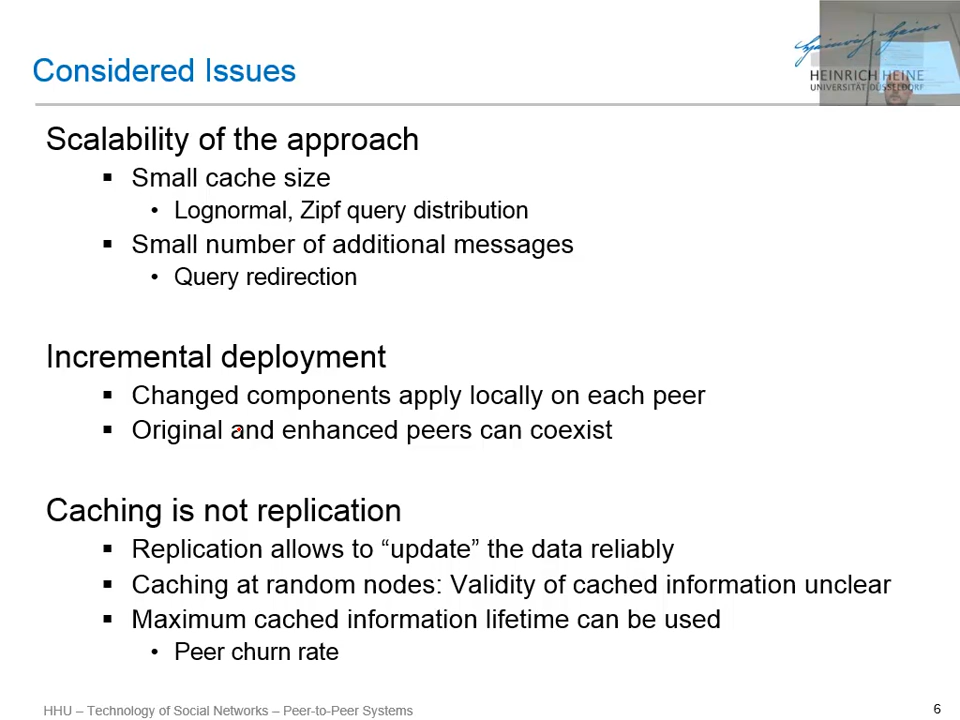 Considered Issues
Heinrich Heine
HEINRICH HEINE
UNIVERSITÄT DÜSSELDORF
Scalability of the approach
▪ Small cache size
• Lognormal, Zipf query distribution
▪ Small number of additional messages
• Query redirection
Incremental deployment
▪ Changed components apply locally on each peer
▪ Original and enhanced peers can coexist
Caching is not replication
▪ Replication allows to “update” the data reliably
▪ Caching at random nodes: Validity of cached information unclear
▪ Maximum cached information lifetime can be used
• Peer churn rate
HHU – Technology of Social Networks – Peer-to-Peer Systems
6